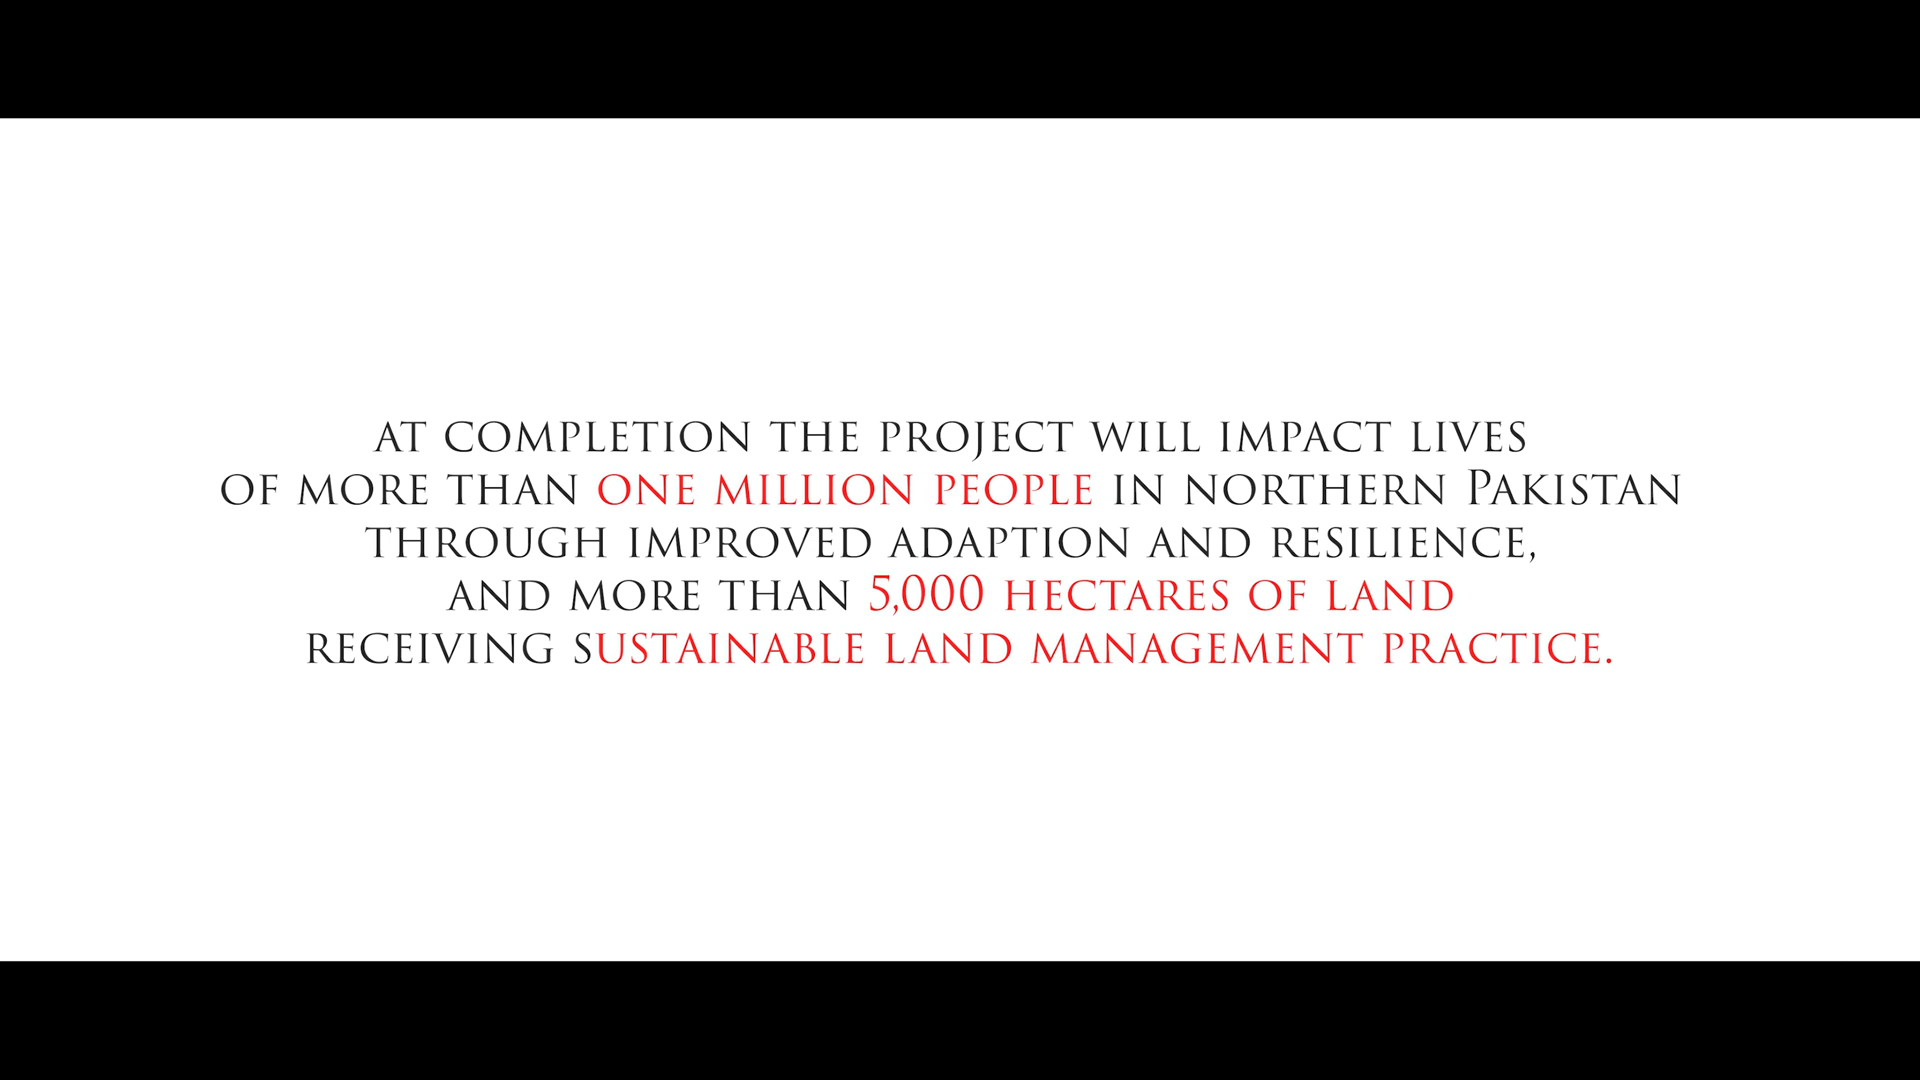 AT COMPLETION THE PROJECT WILL IMPACT LIVES
OF MORE THAN ONE MILLION PEOPLE IN NORTHERN PAKISTAN
THROUGH IMPROVED ADAPTION AND RESILIENCE,
AND MORE THAN 5,000 HECTARES OF LAND
RECEIVING SUSTAINABLE LAND MANAGEMENT PRACTICE.